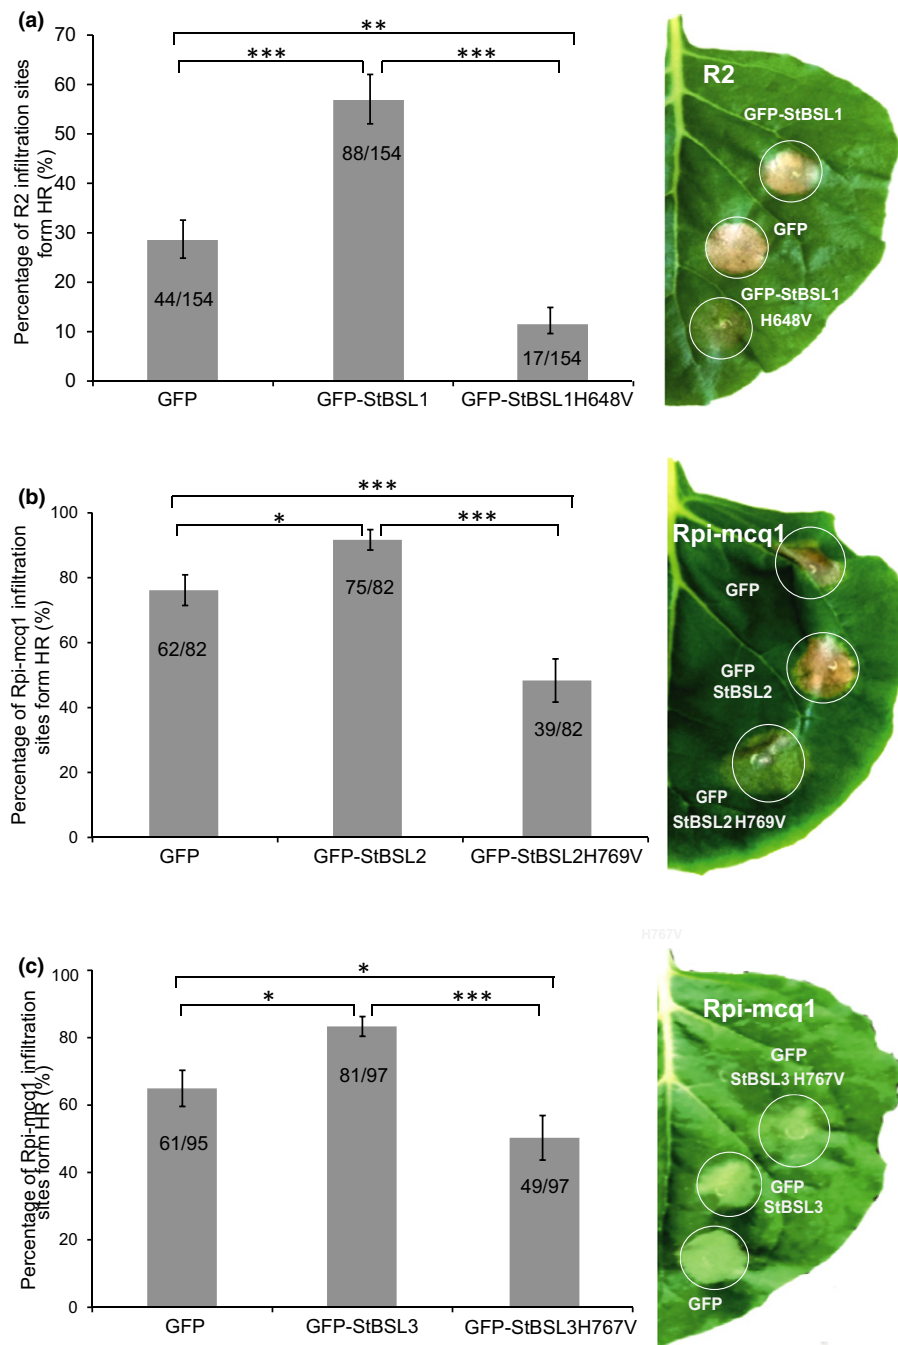 (a)
Percentage of R2 infiltration sites
form HR (%)
70
60
50
40
30
20
10
0
**
***
***
44/154
88/154
17/154
GFP
GFP-StBSL1
GFP-StBSL1H648V
R2
GFP-StBSL1
GFP
GFP-StBSL1
H648V
(b)
Percentage of Rpi-mcq1 infiltration
sites form HR (%)
100
80
60
40
20
0
***
*
***
62/82
75/82
39/82
GFP
GFP-StBSL2
GFP-StBSL2H769V
Rpi-mcq1
GFP
GFP
StBSL2
GFP
StBSL2 H769V
H767V
(c)
Percentage of Rpi-mcq1 infiltration
sites form HR (%)
100
80
60
40
20
0
*
*
***
61/95
81/97
49/97
GFP
GFP-StBSL3
GFP-StBSL3H767V
Rpi-mcq1
GFP
StBSL3 H767V
GFP
StBSL3
GFP